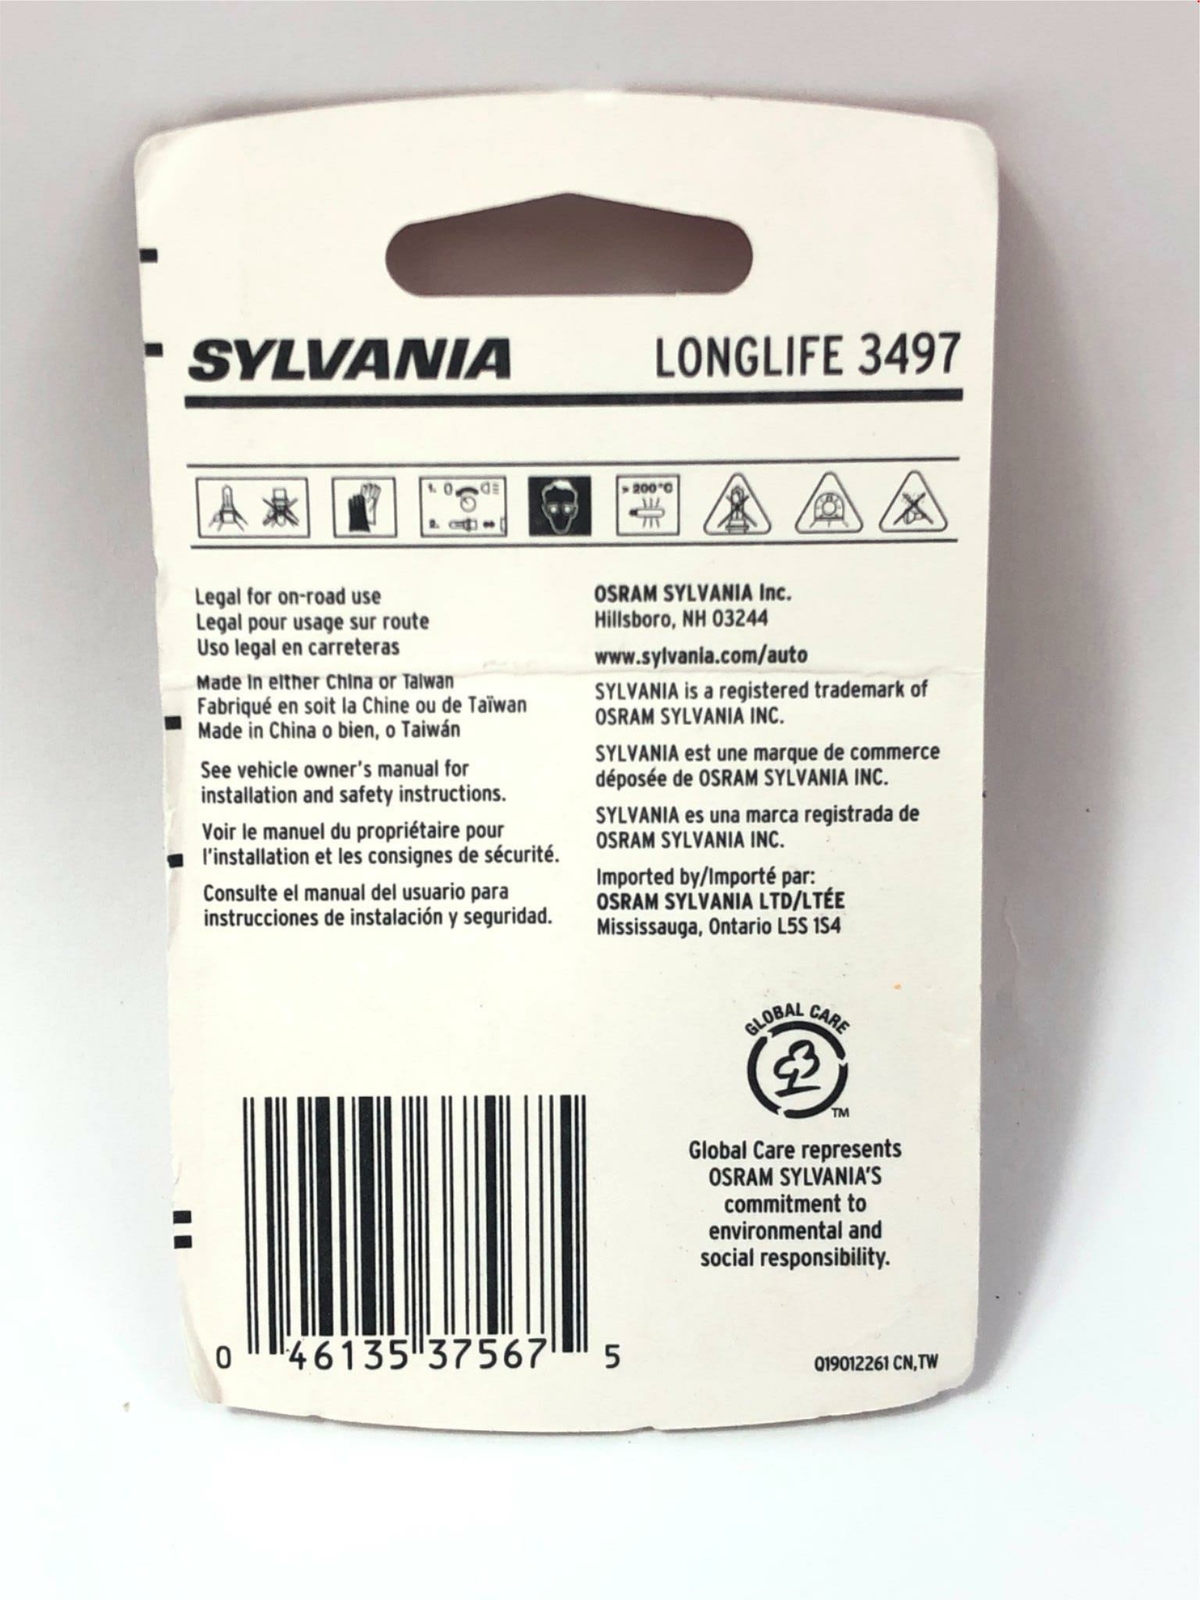 SYLVANIA LONGLIFE 3497
1. 0
2.
> 200°C
Legal for on-road use
Legal pour usage sur route
Uso legal en carreteras
Made in either China or Taiwan
Fabriqué en soit la Chine ou de Taïwan
Made in China o bien, o Taiwán
See vehicle owner's manual for
installation and safety instructions.
Voir le manuel du propriétaire pour
l'installation et les consignes de sécurité.
Consulte el manual del usuario para
instrucciones de instalación y seguridad.
OSRAM SYLVANIA Inc.
Hillsboro, NH 03244
www.sylvania.com/auto
SYLVANIA is a registered trademark of
OSRAM SYLVANIA INC.
SYLVANIA est une marque de commerce
déposée de OSRAM SYLVANIA INC.
SYLVANIA es una marca registrada de
OSRAM SYLVANIA INC.
Imported by/Importé par:
OSRAM SYLVANIA LTD/LTÉE
Mississauga, Ontario L5S 1S4
GLOBAL CARE
TM
Global Care represents
OSRAM SYLVANIA'S
commitment to
environmental and
social responsibility.
0 46135 37567 5
Q19012261 CN,TW